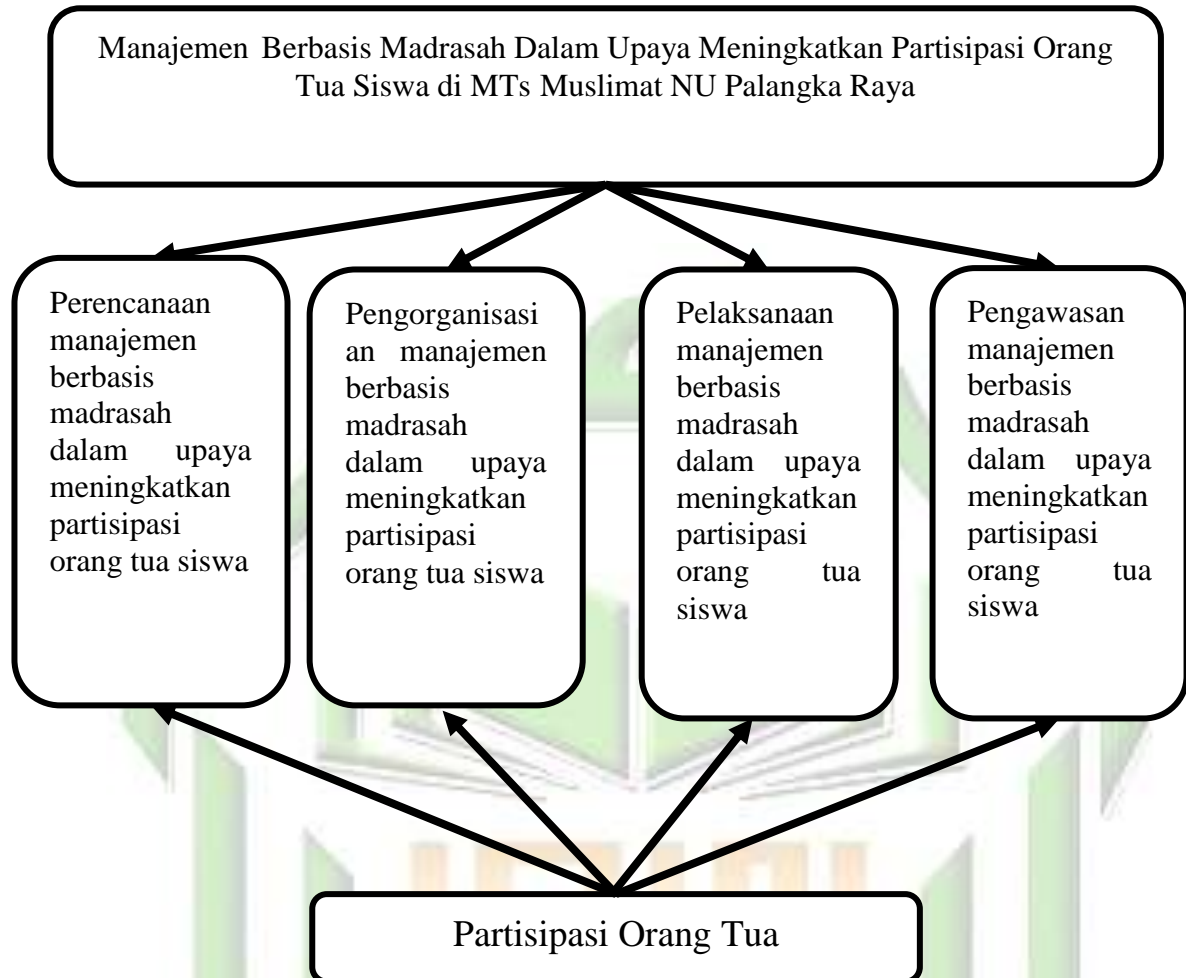 Manajemen Berbasis Madrasah Dalam Upaya Meningkatkan Partisipasi Orang
Tua Siswa di MTs Muslimat NU Palangka Raya
Perencanaan
manajemen
berbasis
madrasah
dalam upaya
meningkatkan
partisipasi
orang tua siswa
Pengorganisasi
an manajemen
berbasis
madrasah
dalam upaya
meningkatkan
partisipasi
orang tua siswa
Pelaksanaan
manajemen
berbasis
madrasah
dalam upaya
meningkatkan
partisipasi
orang tua
siswa
Pengawasan
manajemen
berbasis
madrasah
dalam upaya
meningkatkan
partisipasi
orang tua
siswa
Partisipasi Orang Tua